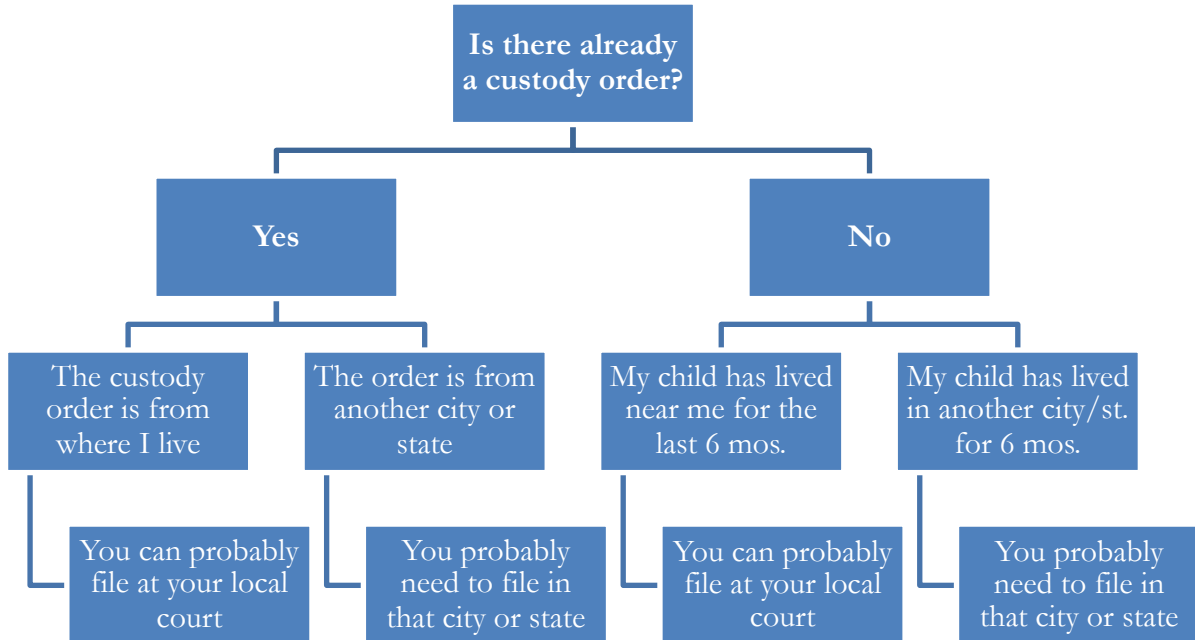 Is there already
a custody order?
Yes
No
The custody
order is from
where I live
The order is from
another city or
state
My child has lived
near me for the
last 6 mos.
My child has lived
in another city/st.
for 6 mos.
You can probably
file at your local
court
You probably
need to file in
that city or state
You can probably
file at your local
court
You probably
need to file in
that city or state